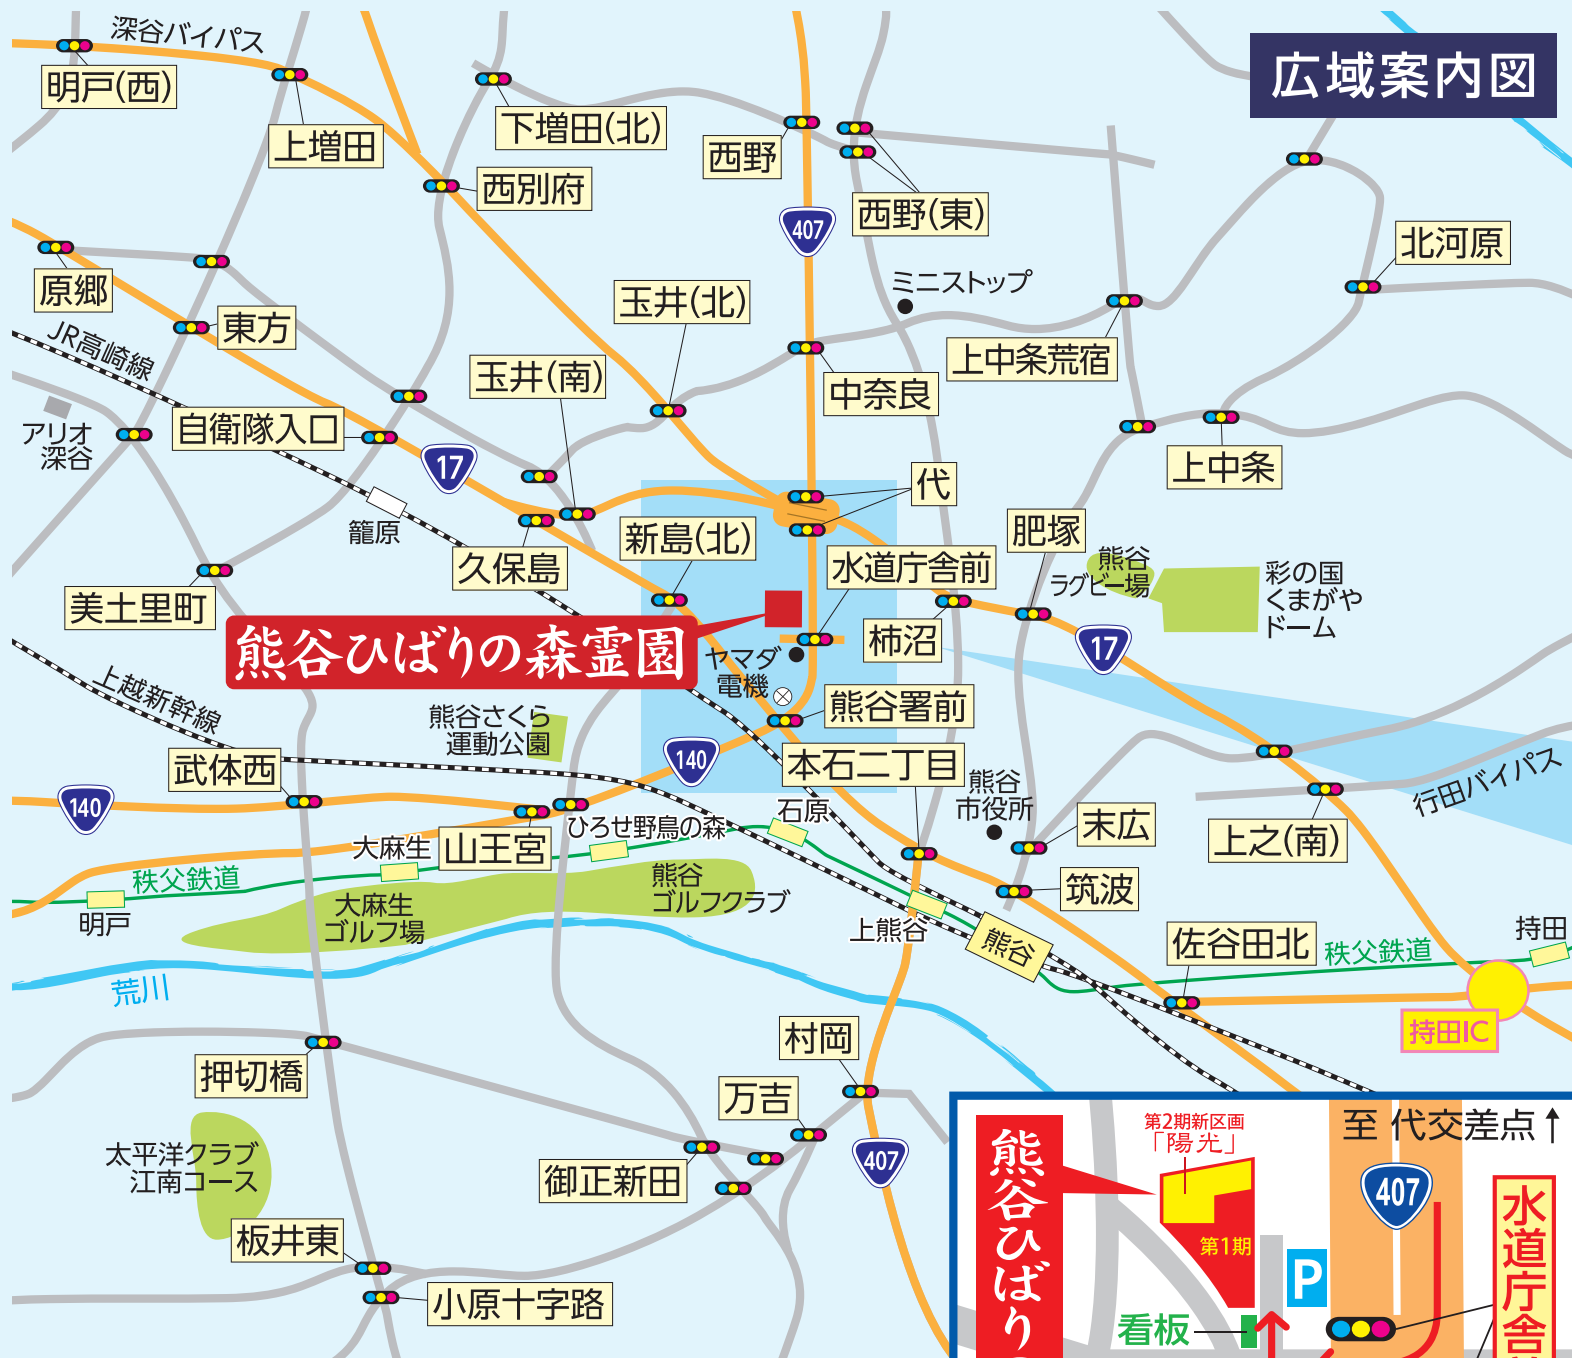 広域案内図
深谷バイパス
明戸(西)
上増田
下増田(北)
西野
西別府
西野(東)
407
北河原
原郷
ミニストップ
玉井(北)
東方
JR高崎線
上中条荒宿
玉井(南)
中奈良
アリオ
深谷
自衛隊入口
17
上中条
代
籠原
新島(北)
肥塚
久保島
水道庁舎前
熊谷
ラグビー場
彩の国
くまがや
ドーム
美土里町
柿沼
熊谷ひばりの森霊園
17
ヤマダ
電機
上越新幹線
熊谷さくら
運動公園
熊谷署前
武体西
140
本石二丁目
熊谷
市役所
行田バイパス
140
石原
ひろせ野鳥の森
末広
上之(南)
大麻生
山王宮
秩父鉄道
熊谷
ゴルフクラブ
筑波
明戸
大麻生
ゴルフ場
上熊谷
熊谷
佐谷田北
秩父鉄道
持田
荒川
持田IC
村岡
押切橋
万吉
太平洋クラブ
江南コース
御正新田
407
板井東
小原十字路
熊谷ひばり
第2期新区画
「陽光」
至 代交差点↑
407
水道庁舎
第1期
P
看板